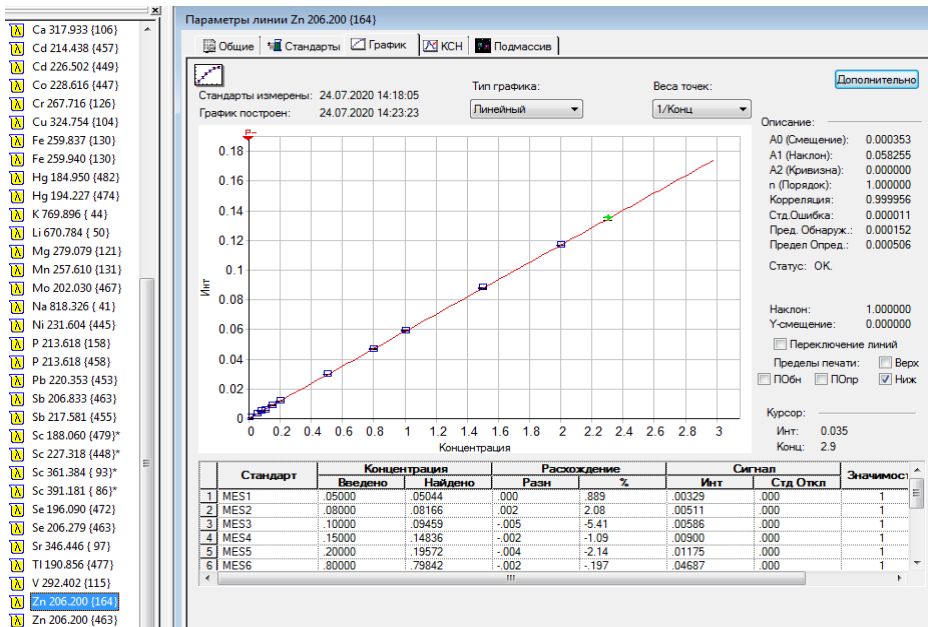 Ca 317.933 {106}
Cd 214.438 {457}
Cd 226.502 {449}
Co 228.616 {447}
Cr 267.716 {126}
Cu 324.754 {104}
Fe 259.837 {130}
Fe 259.940 {130}
Hg 184.950 {482}
Hg 194.227 {474}
K 769.896 { 44}
Li 670.784 { 50}
Mg 279.079 {121}
Mn 257.610 {131}
Mo 202.030 {467}
Na 818.326 { 41}
Ni 231.604 {445}
P 213.618 {158}
P 213.618 {458}
Pb 220.353 {453}
Sb 206.833 {463}
Sb 217.581 {455}
Sc 188.060 {479}*
Sc 227.318 {448}*
Sc 361.384 { 93}*
Sc 391.181 { 86}*
Se 196.090 {472}
Se 206.279 {463}
Sr 346.446 { 97}
Tl 190.856 {477}
V 292.402 {115}
Zn 206.200 {164}
Zn 206.200 {463}
Параметры линии Zn 206.200 {164}
Общие Стандарты График КСН Подмассив
Стандарты измерены: 24.07.2020 14:18:05
График построен: 24.07.2020 14:23:23
Тип графика:
Линейный
Веса точек:
1/Конц
Дополнительно
0.18
0.16
0.14
0.12
0.1
0.08
0.06
0.04
0.02
0
Инт
0 0.2 0.4 0.6 0.8 1 1.2 1.4 1.6 1.8 2 2.2 2.4 2.6 2.8 3
Концентрация
Описание:
A0 (Смещение): 0.000353
A1 (Наклон): 0.058255
A2 (Кривизна): 0.000000
n (Порядок): 1.000000
Корреляция: 0.999956
Стд.Ошибка: 0.000011
Пред. Обнаруж.: 0.000152
Предел Опред.: 0.000506
Статус: OK.
Наклон: 1.000000
Y-смещение: 0.000000
Переключение линий
Пределы печати: Верх
ПОбн ПОпр Ниж
Курсор:
Инт: 0.035
Конц: 2.9
Стандарт Концентрация Расхождение Сигнал Значимост
Введено Найдено Разн % Инт Стд Откл
1 MES1 .05000 .05044 .000 .889 .00329 .000 1
2 MES2 .08000 .08166 .002 2.08 .00511 .000 1
3 MES3 .10000 .09459 -.005 -5.41 .00586 .000 1
4 MES4 .15000 .14836 -.002 -1.09 .00900 .000 1
5 MES5 .20000 .19572 -.004 -2.14 .01175 .000 1
6 MES6 .80000 .79842 -.002 -.197 .04687 .000 1